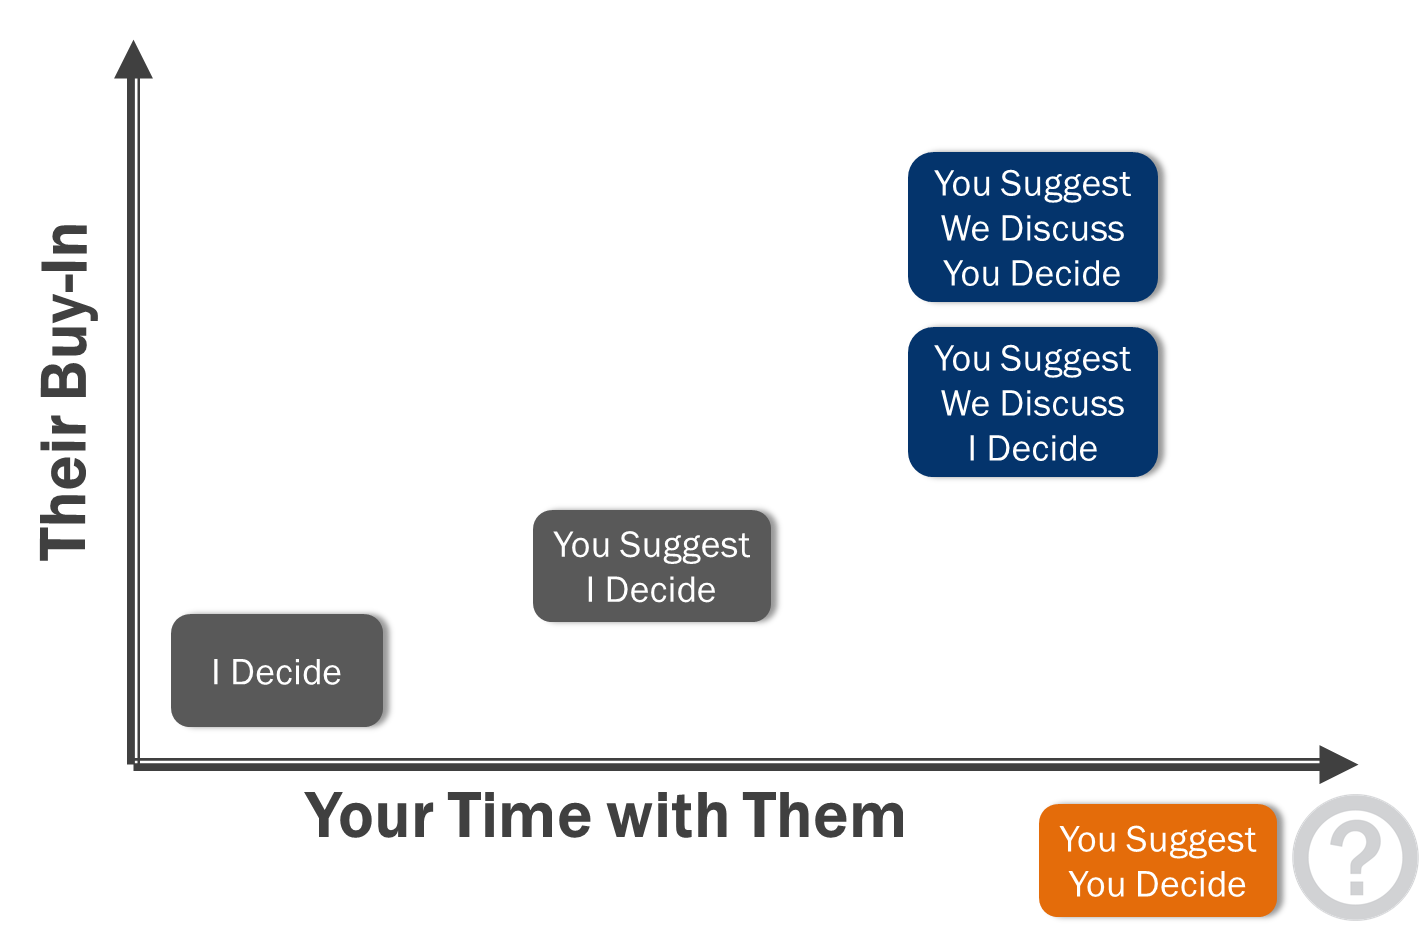 You Suggest
We Discuss
You Decide
You Suggest
We Discuss
I Decide
Their Buy-In
You Suggest
I Decide
I Decide
Your Time with Them
You Suggest
You Decide
?